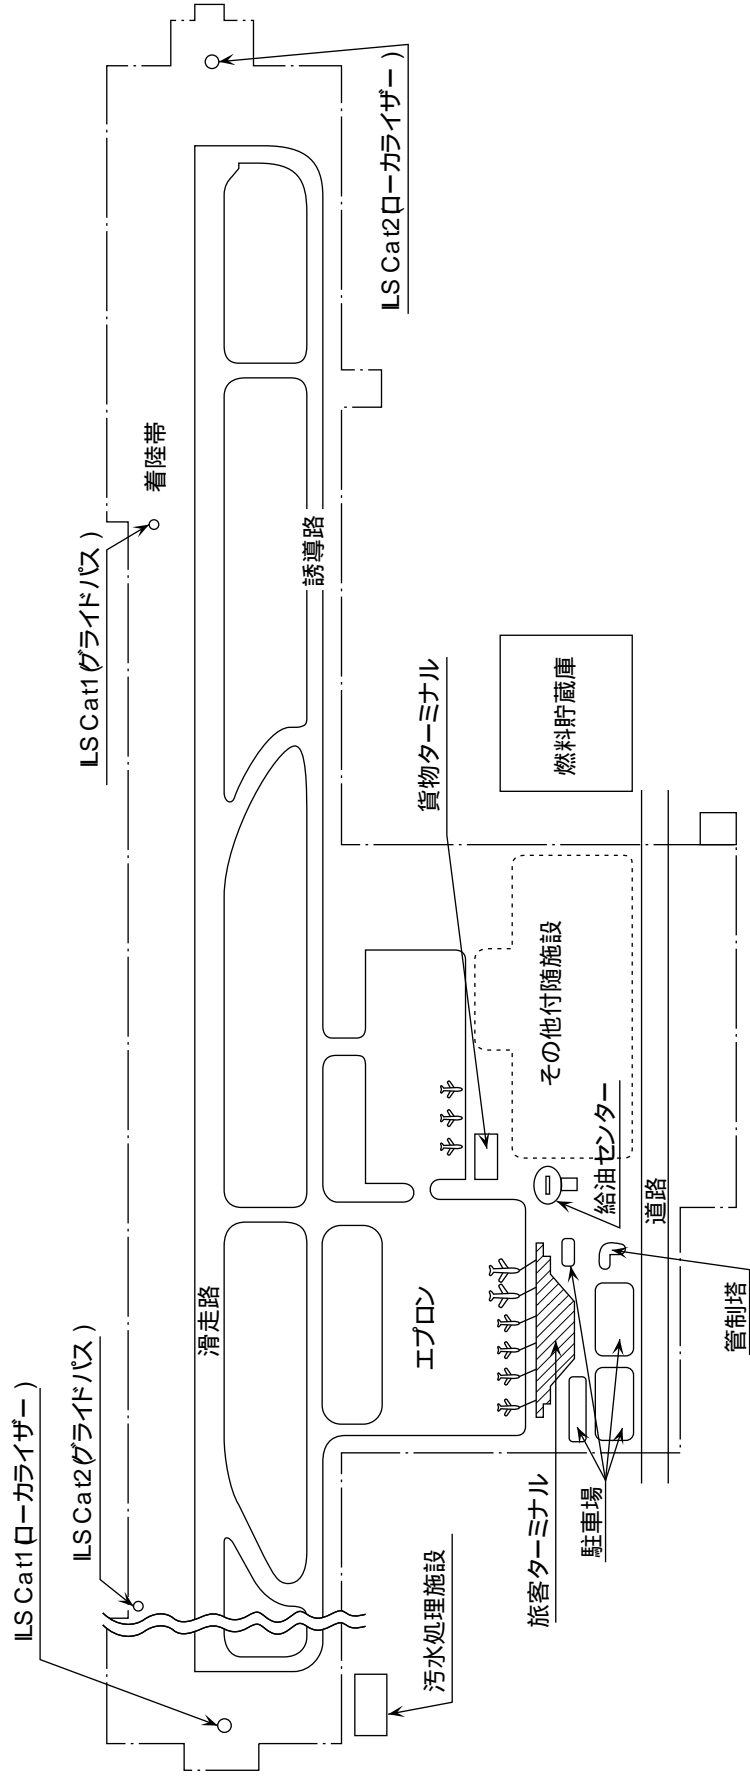 ILS Cat1(ローカライザー)
ILS Cat2(グライドパス)
ILS Cat1(グライドパス)
着陸帯
滑走路
誘導路
ILS Cat2(ローカライザー)
エプロン
貨物ターミナル
汚水処理施設
旅客ターミナル
駐車場
給油センター
その他付随施設
燃料貯蔵庫
道路
管制塔